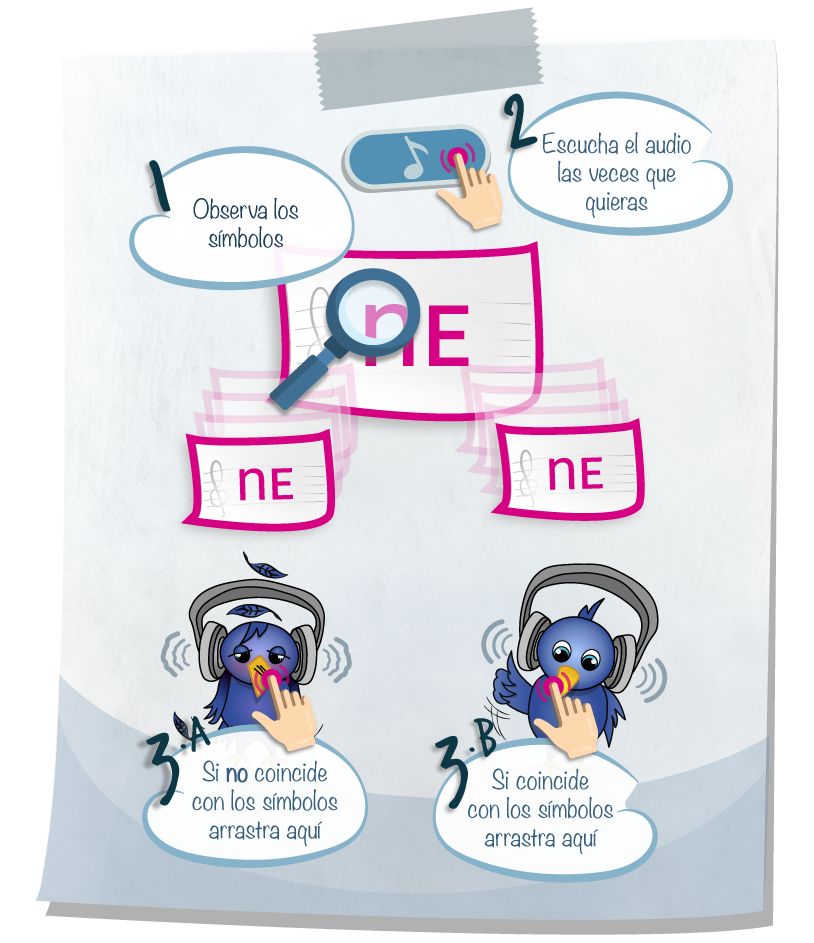 1
Observa los
símbolos
2
Escucha el audio
las veces que
quieras
nE
nE
nE
3.A
Si no coincide
con los símbolos
arrastra aquí
3.B
Si coincide
con los símbolos
arrastra aquí